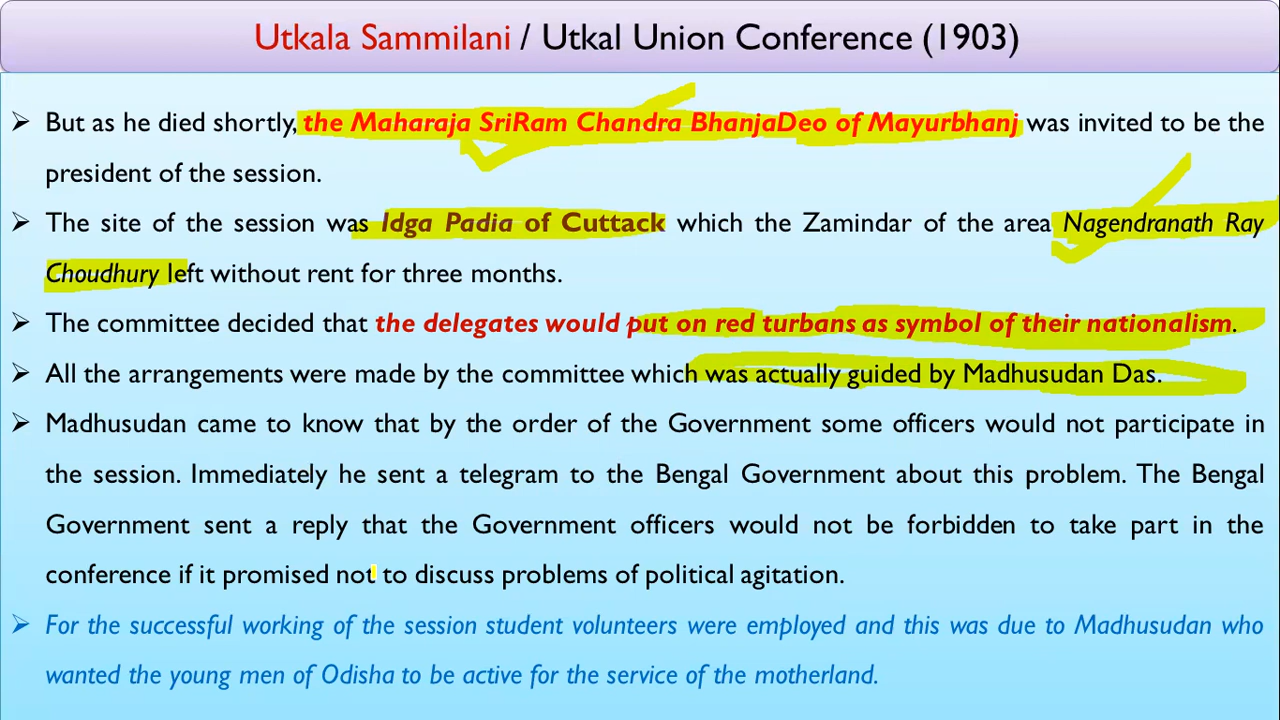 Utkala Sammilani / Utkal Union Conference (1903)
➢ But as he died shortly, the Maharaja SriRam Chandra BhanjaDeo of Mayurbhanj was invited to be the
president of the session.
➢ The site of the session was Idga Padia of Cuttack which the Zamindar of the area Nagendranath Ray
Choudhury left without rent for three months.
➢ The committee decided that the delegates would put on red turbans as symbol of their nationalism.
➢ All the arrangements were made by the committee which was actually guided by Madhusudan Das.
➢ Madhusudan came to know that by the order of the Government some officers would not participate in
the session. Immediately he sent a telegram to the Bengal Government about this problem. The Bengal
Government sent a reply that the Government officers would not be forbidden to take part in the
conference if it promised not to discuss problems of political agitation.
➢ For the successful working of the session student volunteers were employed and this was due to Madhusudan who
wanted the young men of Odisha to be active for the service of the motherland.